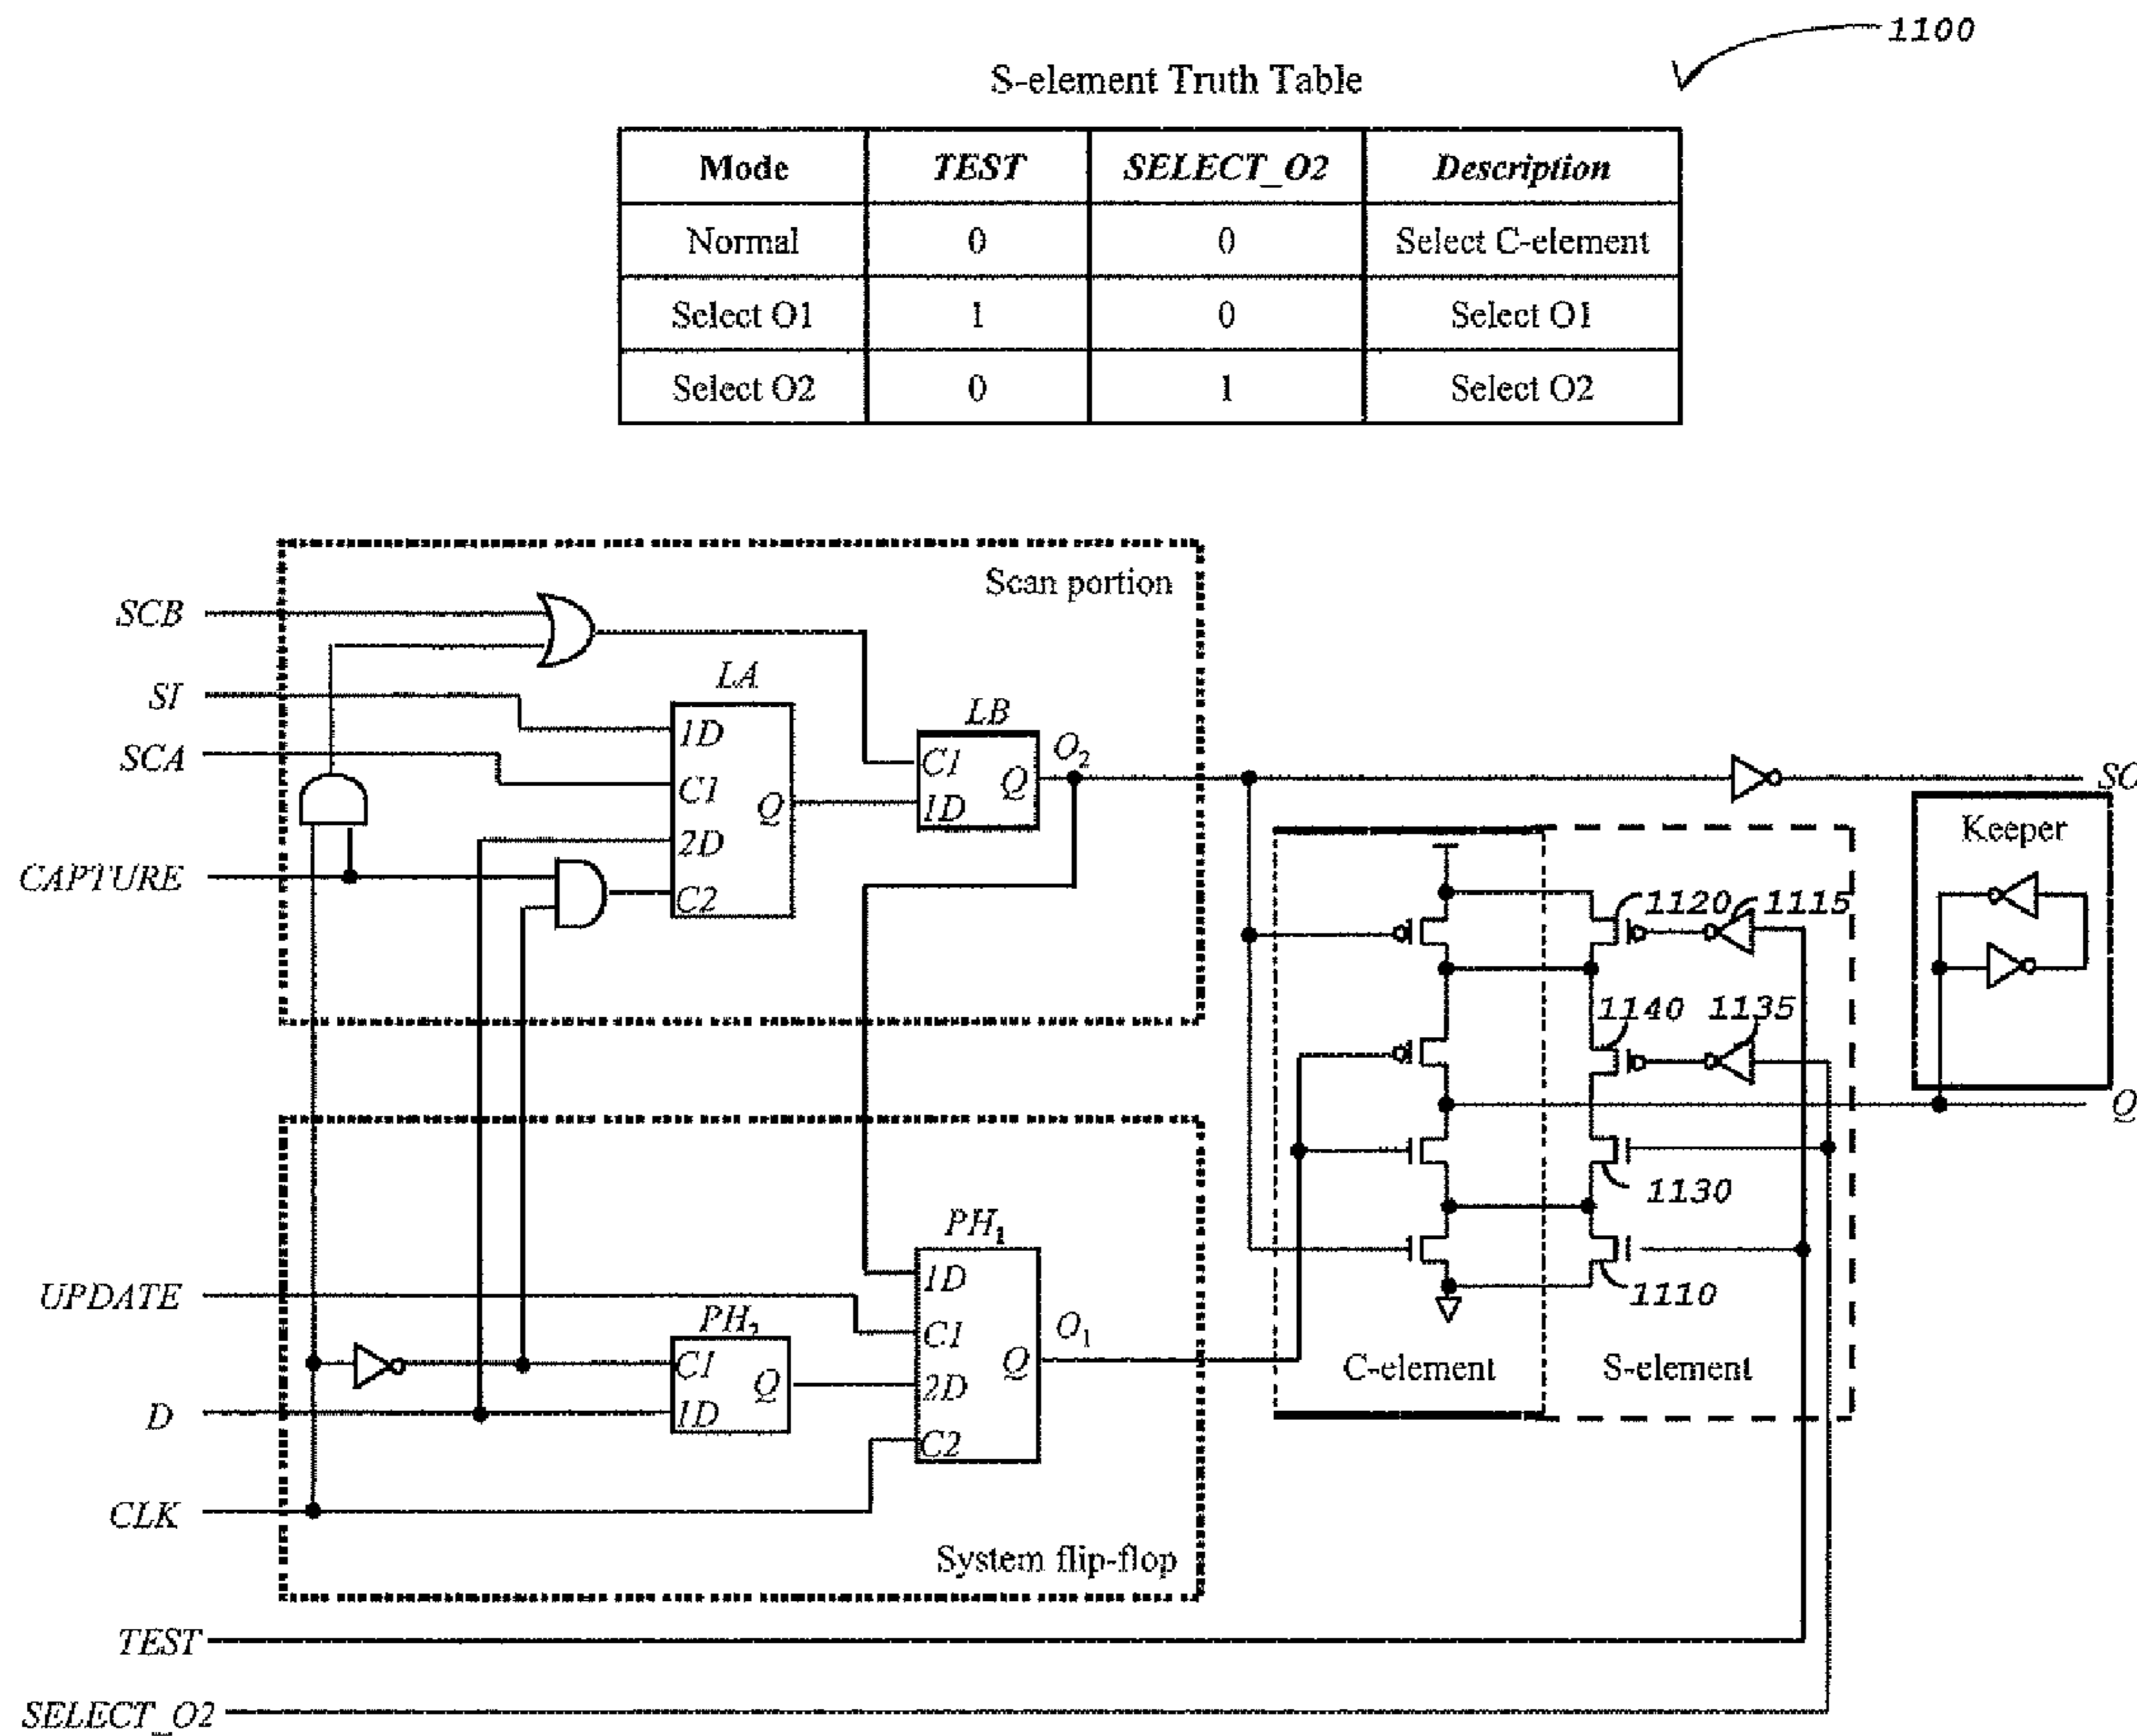 1100
S-element Truth Table
Mode TEST SELECT_O2 Description
Normal 0 0 Select C-element
Select O1 1 0 Select O1
Select O2 0 1 Select O2
Scan portion
SCB
SI
SCA
CAPTURE
LA
1D
C1
2D
C2
Q
LB
C1
1D
Q
O2
SO
Keeper
1120
1115
1140
1135
Q
1130
1110
C-element
S-element
UPDATE
D
CLK
PH2
C1
1D
Q
PH1
1D
C1
2D
C2
Q
O1
System flip-flop
TEST
SELECT_O2